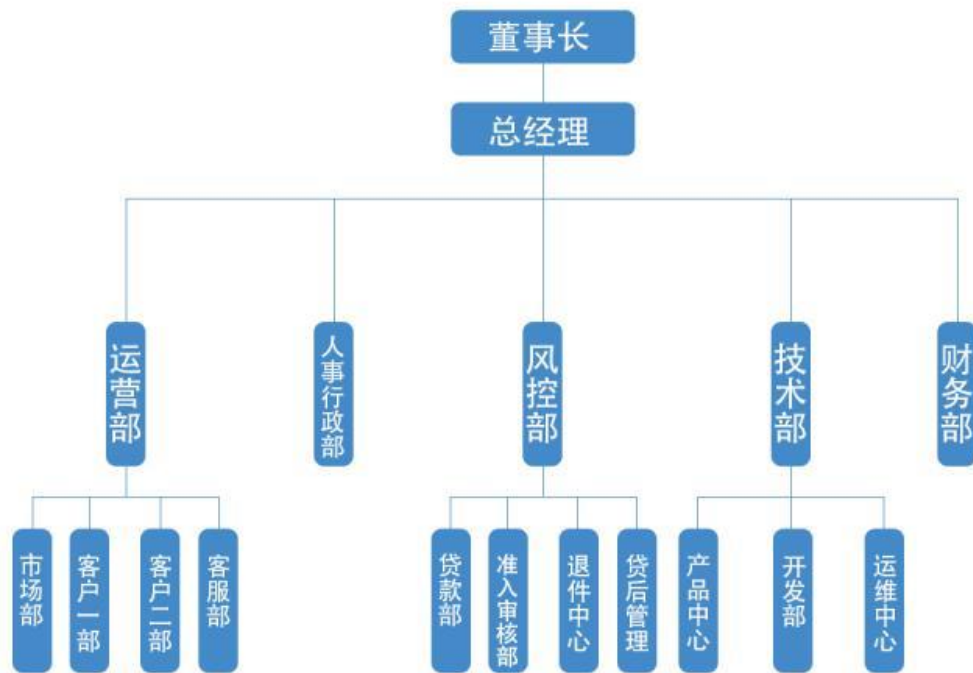 董事长
总经理
运营部
人事行政部
风控部
技术部
财务部
市场部
客户一部
客户二部
客服部
贷款部
准入审核部
退件中心
贷后管理
产品中心
开发部
运维中心